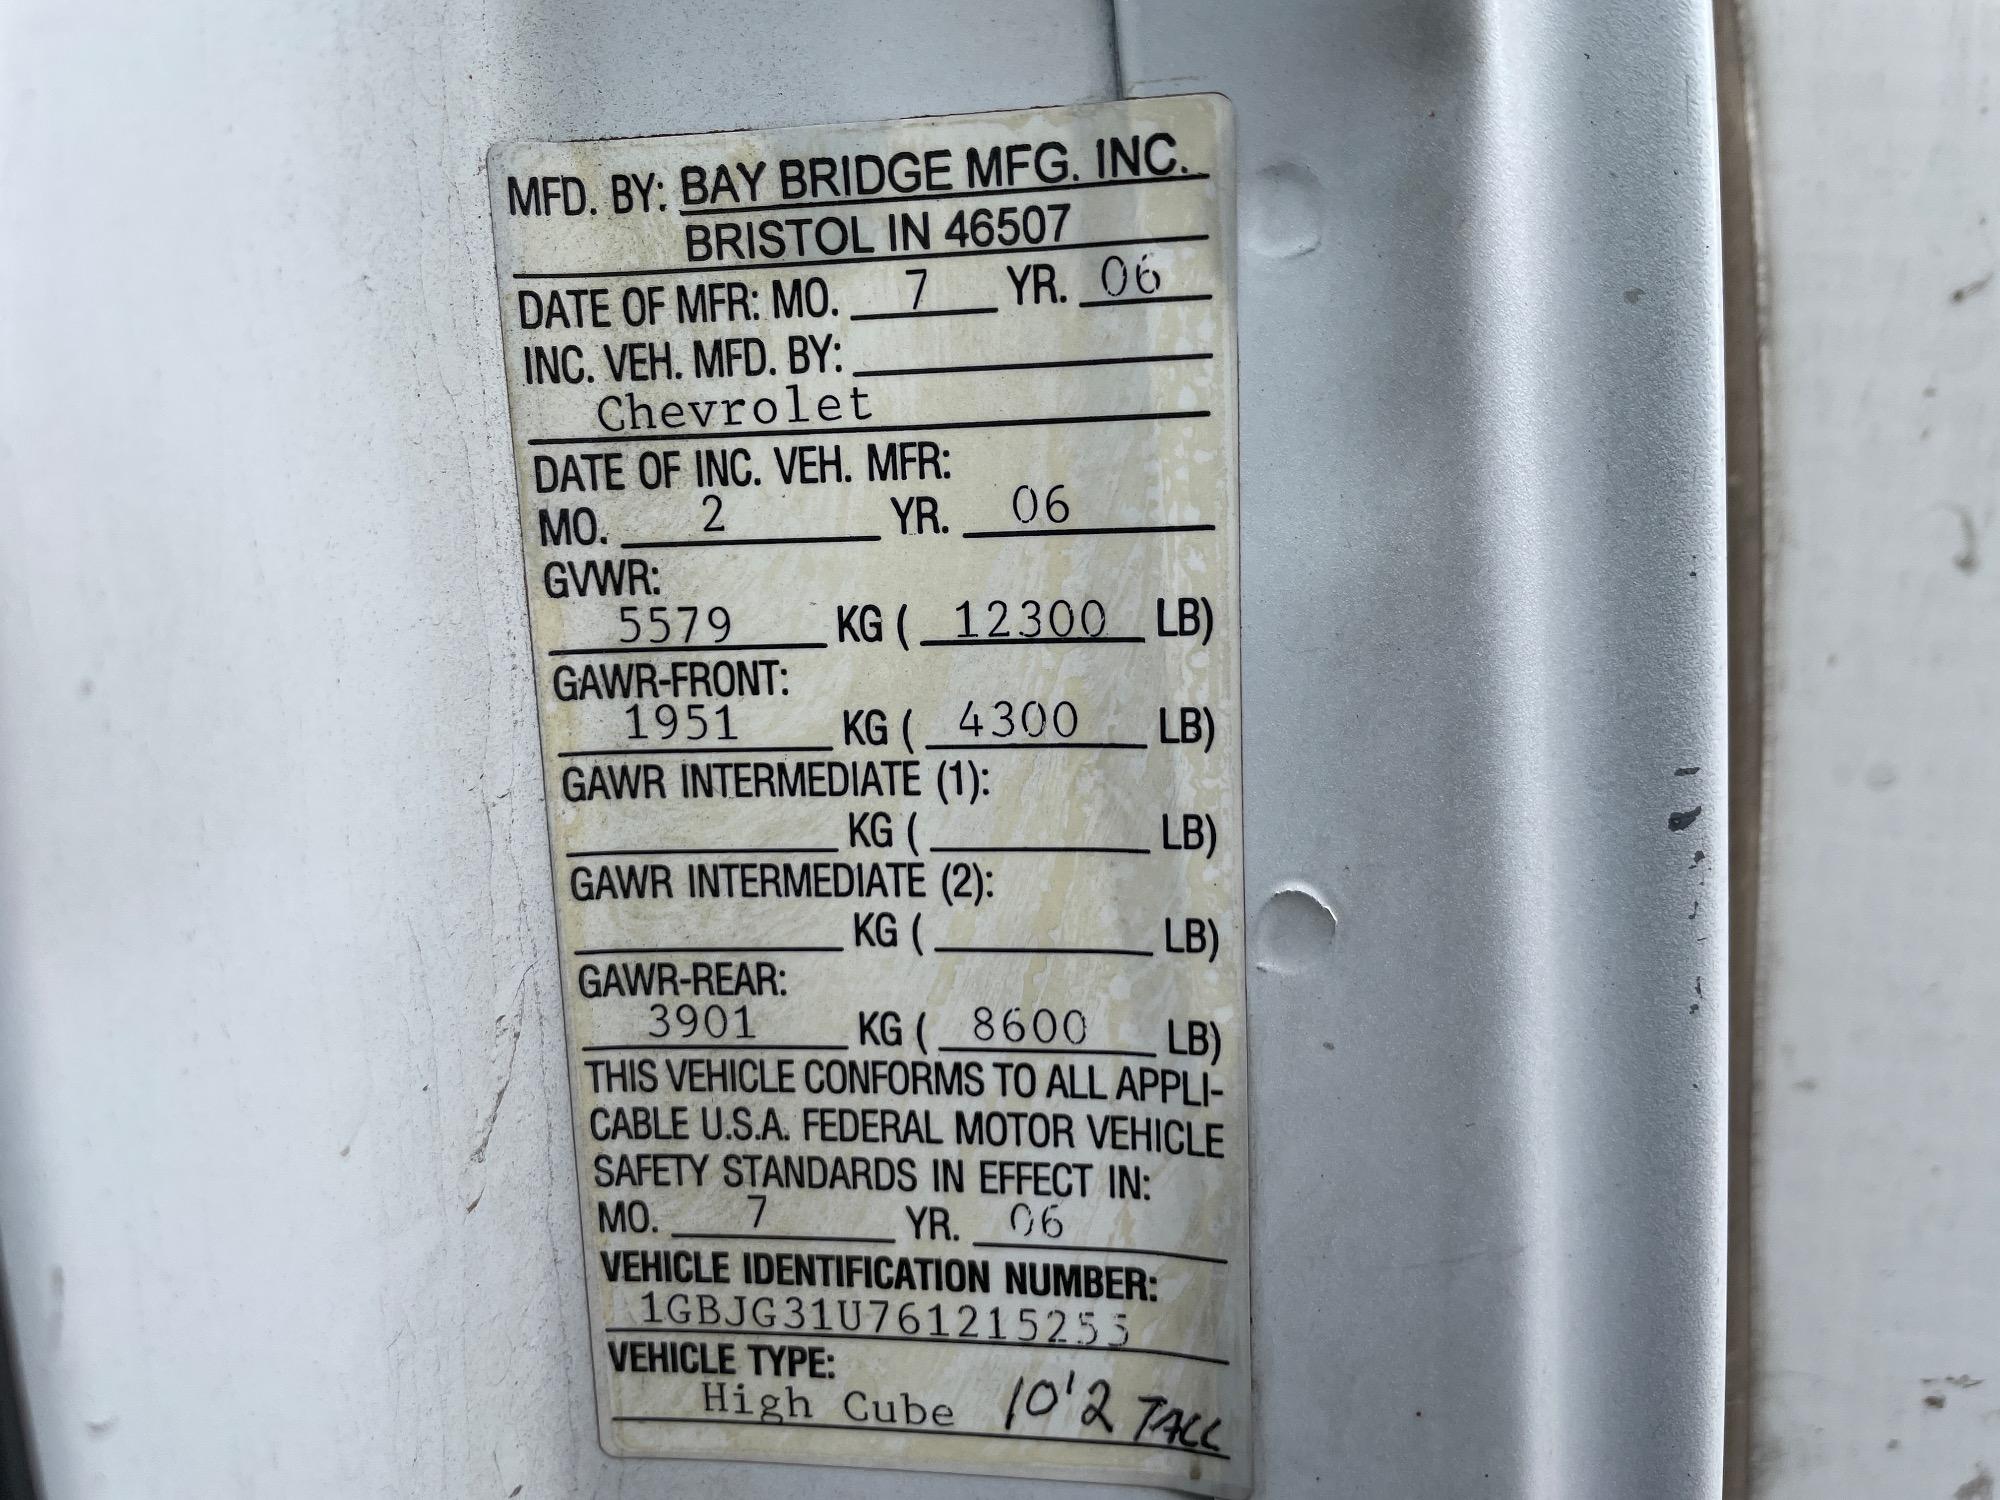 MFD. BY: BAY BRIDGE MFG. INC.
BRISTOL IN 46507
DATE OF MFR: MO. 7 YR. 06
INC. VEH. MFD. BY:
Chevrolet
DATE OF INC. VEH. MFR:
MO. 2 YR. 06
GVWR:
5579 KG ( 12300 LB)
GAWR-FRONT:
1951 KG ( 4300 LB)
GAWR INTERMEDIATE (1):
KG ( LB)
GAWR INTERMEDIATE (2):
KG ( LB)
GAWR-REAR:
3901 KG ( 8600 LB)
THIS VEHICLE CONFORMS TO ALL APPLI-
CABLE U.S.A. FEDERAL MOTOR VEHICLE
SAFETY STANDARDS IN EFFECT IN:
MO. 7 YR. 06
VEHICLE IDENTIFICATION NUMBER:
1GBJG31U761215255
VEHICLE TYPE:
High Cube 10'2 TALL